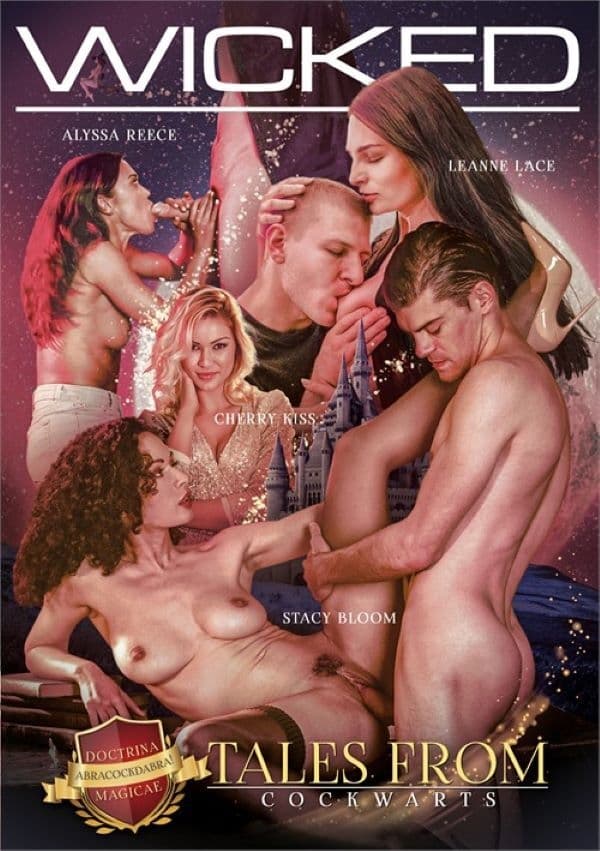 WICKED
ALYSSA REECE
LEANNE LACE
CHERRY KISS
STACY BLOOM
DOCTRINA
ABRACOCKDABRA!
MAGICAE
TALES FROM
COCKWARTS